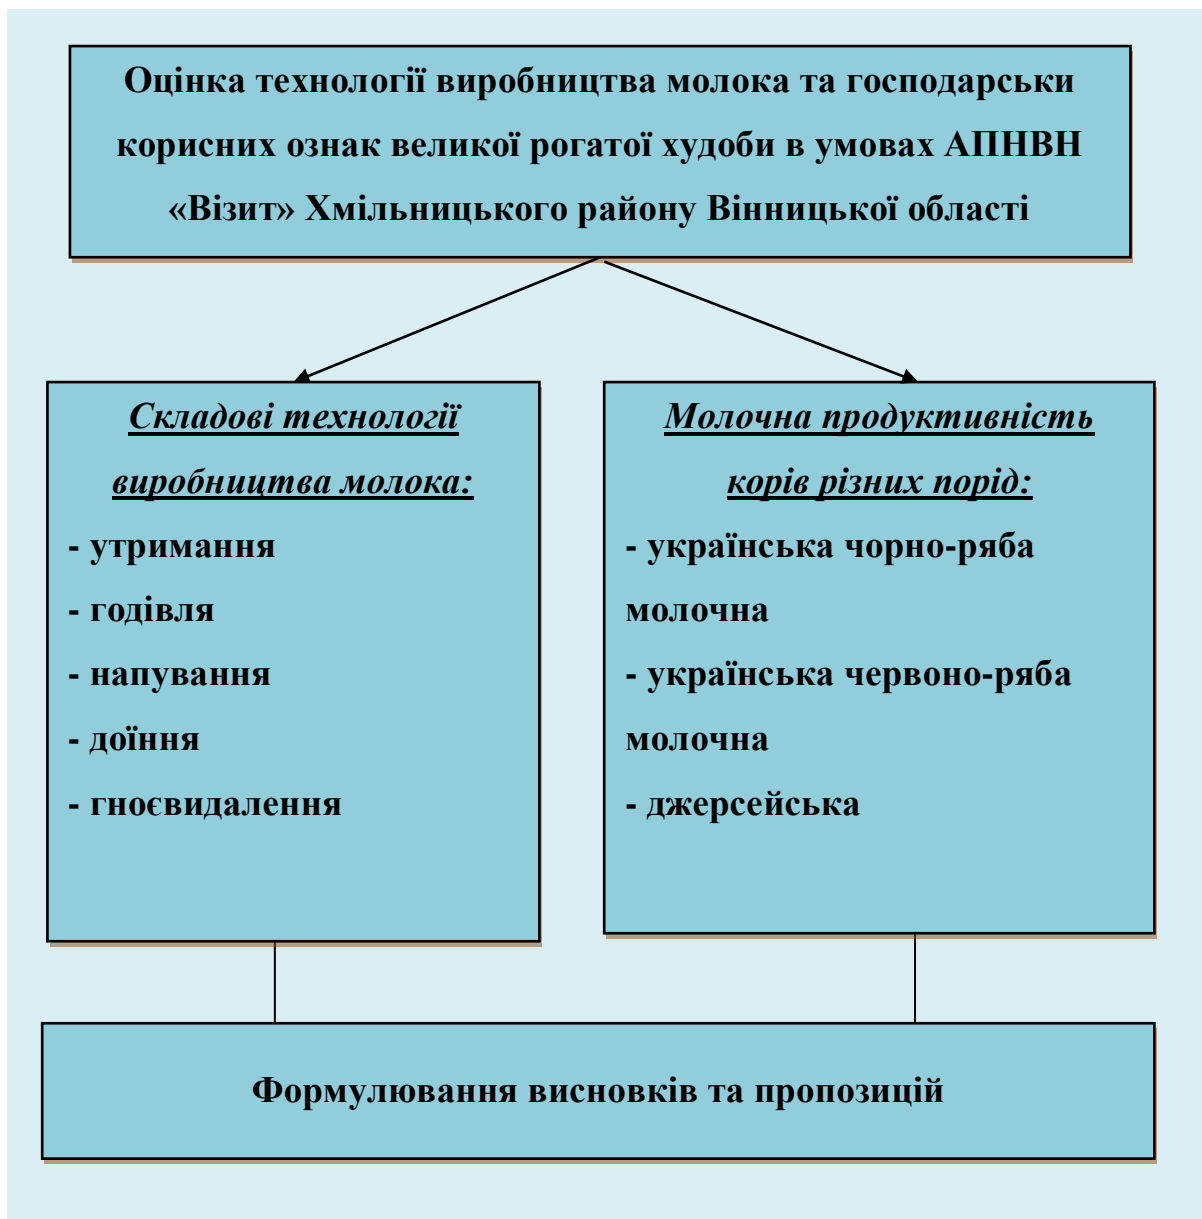 Оцінка технології виробництва молока та господарськи
корисних ознак великої рогатої худоби в умовах АПНВН
«Візит» Хмільницького району Вінницької області
Складові технології
виробництва молока:
- утримання
- годівля
- напування
- доїння
- гноєвидалення
Молочна продуктивність
корів різних порід:
- українська чорно-ряба
молочна
- українська червоно-ряба
молочна
- джерсейська
Формулювання висновків та пропозицій